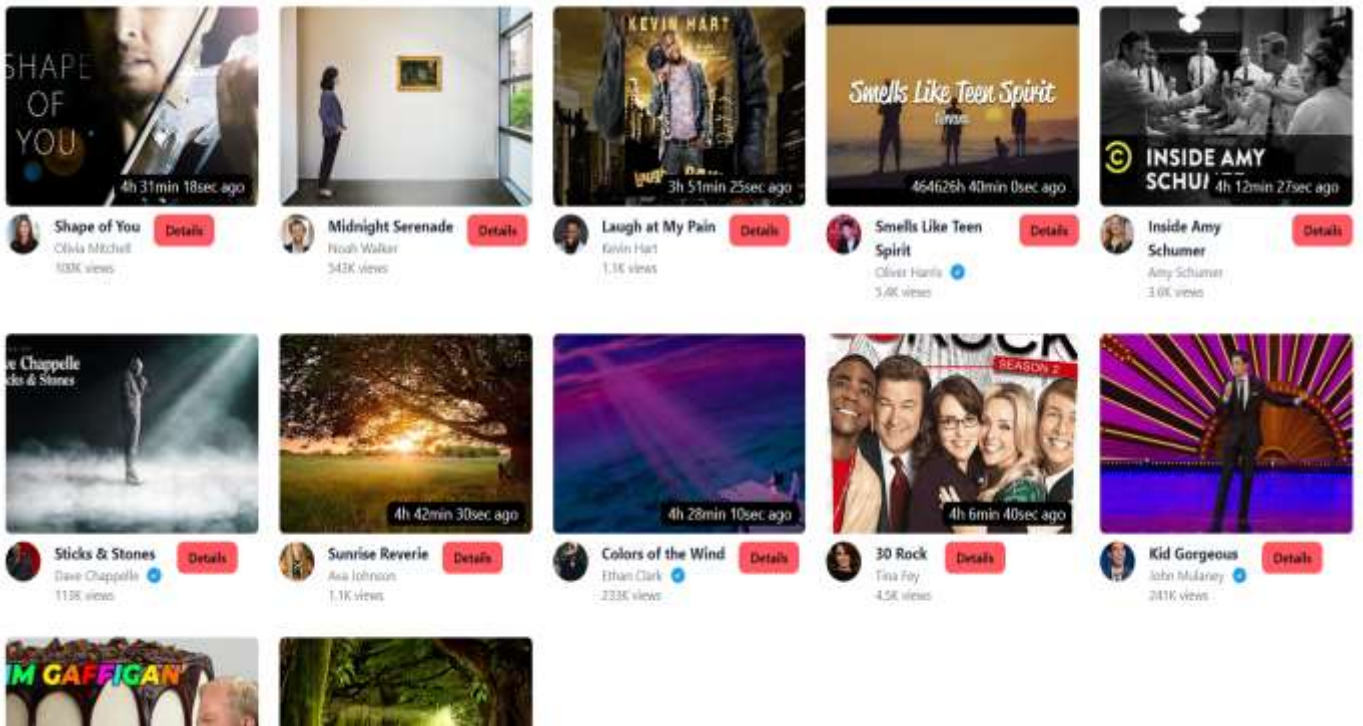 SHAPE
OF
YOU
4h 31min 18sec ago
Shape of You
Details
Olivia Mitchell
100K views
Midnight Serenade
Details
Noah Walker
543K views
KEVIN HART
3h 51min 25sec ago
Laugh at My Pain
Details
Kevin Hart
1.1K views
Smells Like Teen Spirit
Nirvana
464626h 40min 0sec ago
Smells Like Teen
Spirit
Details
Oliver Harris
5.4K views
INSIDE AMY
SCHU
4h 12min 27sec ago
Inside Amy
Schumer
Details
Amy Schumer
3.6K views
ve Chappelle
icks & Stones
Sticks & Stones
Details
Dave Chappelle
113K views
4h 42min 30sec ago
Sunrise Reverie
Details
Ava Johnson
1.1K views
4h 28min 10sec ago
Colors of the Wind
Details
Ethan Clark
233K views
ROCK
SEASON 2
4h 6min 40sec ago
30 Rock
Details
Tina Fey
4.5K views
Kid Gorgeous
Details
John Mulaney
241K views
IM GAFFIGAN